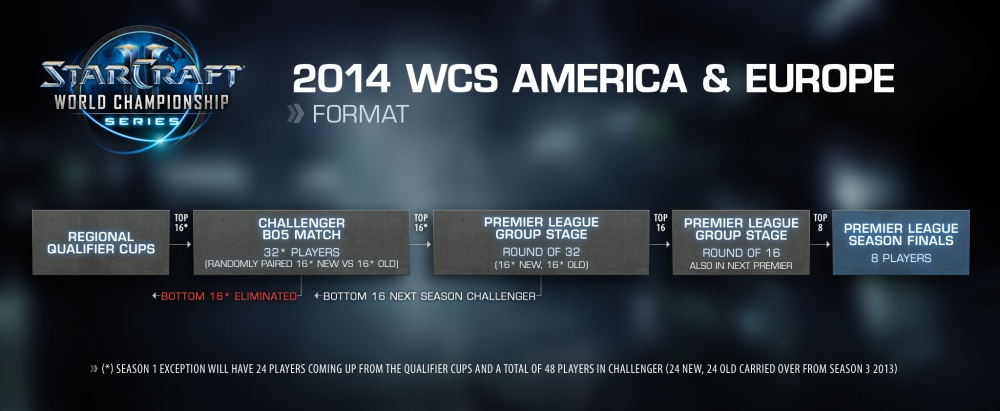 STARCRAFT
II
WORLD CHAMPIONSHIP
SERIES
2014 WCS AMERICA & EUROPE
FORMAT
REGIONAL
QUALIFIER CUPS
TOP
16*
CHALLENGER
BO5 MATCH
32* PLAYERS
(RANDOMLY PAIRED 16* NEW VS 16* OLD)
TOP
16*
PREMIER LEAGUE
GROUP STAGE
ROUND OF 32
(16* NEW, 16* OLD)
TOP
16
PREMIER LEAGUE
GROUP STAGE
ROUND OF 16
ALSO IN NEXT PREMIER
TOP
8
PREMIER LEAGUE
SEASON FINALS
8 PLAYERS
BOTTOM 16* ELIMINATED
BOTTOM 16 NEXT SEASON CHALLENGER
(*) SEASON 1 EXCEPTION WILL HAVE 24 PLAYERS COMING UP FROM THE QUALIFIER CUPS AND A TOTAL OF 48 PLAYERS IN CHALLENGER (24 NEW, 24 OLD CARRIED OVER FROM SEASON 3 2013)